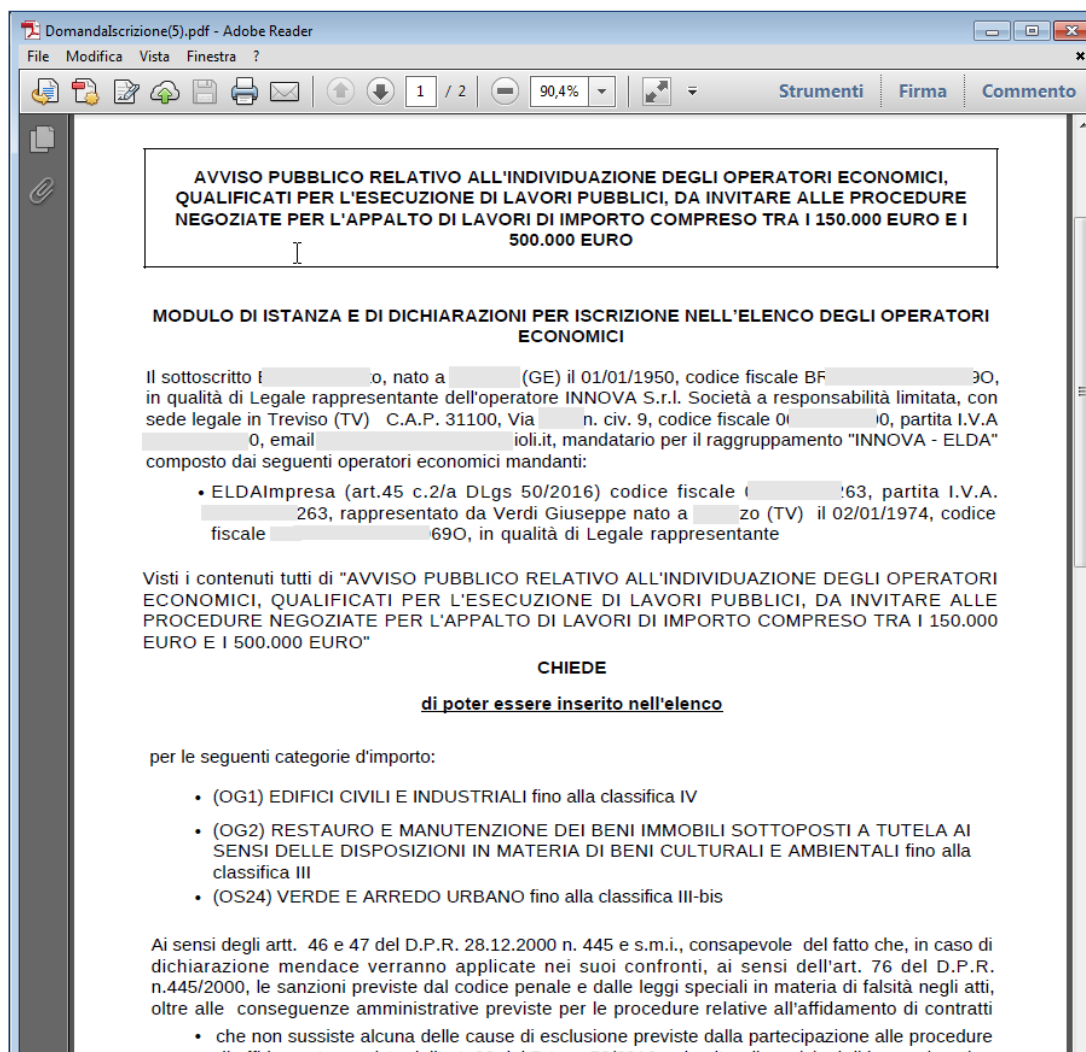 DomandaIscrizione(5).pdf - Adobe Reader
File Modifica Vista Finestra ?
1 / 2 90,4% Strumenti Firma Commento
AVVISO PUBBLICO RELATIVO ALL'INDIVIDUAZIONE DEGLI OPERATORI ECONOMICI,
QUALIFICATI PER L'ESECUZIONE DI LAVORI PUBBLICI, DA INVITARE ALLE PROCEDURE
NEGOZIATE PER L'APPALTO DI LAVORI DI IMPORTO COMPRESO TRA I 150.000 EURO E I
500.000 EURO
MODULO DI ISTANZA E DI DICHIARAZIONI PER ISCRIZIONE NELL'ELENCO DEGLI OPERATORI
ECONOMICI
Il sottoscritto o, nato a (GE) il 01/01/1950, codice fiscale BR 9O,
in qualità di Legale rappresentante dell'operatore INNOVA S.r.l. Società a responsabilità limitata, con
sede legale in Treviso (TV) C.A.P. 31100, Via n. civ. 9, codice fiscale 0 0, partita I.V.A
0, email ioli.it, mandatario per il raggruppamento "INNOVA - ELDA"
composto dai seguenti operatori economici mandanti:
• ELDAImpresa (art.45 c.2/a DLgs 50/2016) codice fiscale 263, partita I.V.A.
263, rappresentato da Verdi Giuseppe nato a zo (TV) il 02/01/1974, codice
fiscale 69O, in qualità di Legale rappresentante
Visti i contenuti tutti di "AVVISO PUBBLICO RELATIVO ALL'INDIVIDUAZIONE DEGLI OPERATORI
ECONOMICI, QUALIFICATI PER L'ESECUZIONE DI LAVORI PUBBLICI, DA INVITARE ALLE
PROCEDURE NEGOZIATE PER L'APPALTO DI LAVORI DI IMPORTO COMPRESO TRA I 150.000
EURO E I 500.000 EURO"
CHIEDE
di poter essere inserito nell'elenco
per le seguenti categorie d'importo:
• (OG1) EDIFICI CIVILI E INDUSTRIALI fino alla classifica IV
• (OG2) RESTAURO E MANUTENZIONE DEI BENI IMMOBILI SOTTOPOSTI A TUTELA AI
SENSI DELLE DISPOSIZIONI IN MATERIA DI BENI CULTURALI E AMBIENTALI fino alla
classifica III
• (OS24) VERDE E ARREDO URBANO fino alla classifica III-bis
Ai sensi degli artt. 46 e 47 del D.P.R. 28.12.2000 n. 445 e s.m.i., consapevole del fatto che, in caso di
dichiarazione mendace verranno applicate nei suoi confronti, ai sensi dell'art. 76 del D.P.R.
n.445/2000, le sanzioni previste dal codice penale e dalle leggi speciali in materia di falsità negli atti,
oltre alle conseguenze amministrative previste per le procedure relative all'affidamento di contratti
• che non sussiste alcuna delle cause di esclusione previste dalla partecipazione alle procedure